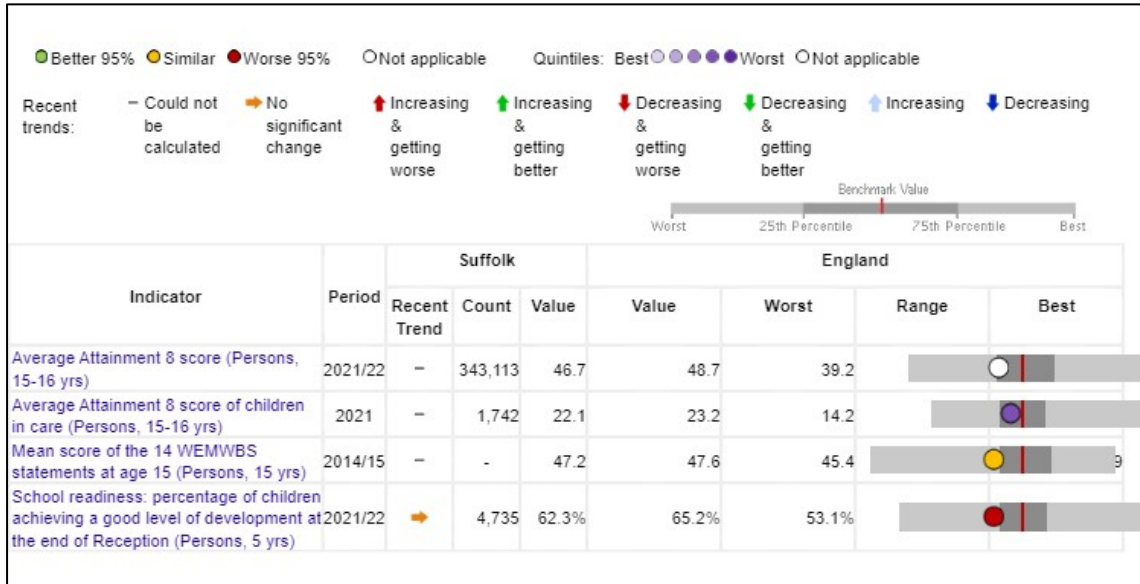 Better 95% Similar Worse 95% Not applicable Quintiles: Best Worst Not applicable
Recent trends:
– Could not be calculated
No significant change
Increasing & getting worse
Increasing & getting better
Decreasing & getting worse
Decreasing & getting better
Increasing
Decreasing
Benchmark Value
Worst 25th Percentile 75th Percentile Best
Indicator Period Suffolk England
Recent Trend Count Value Value Worst Range Best
Average Attainment 8 score (Persons,
15-16 yrs) 2021/22 – 343,113 46.7 48.7 39.2
Average Attainment 8 score of children
in care (Persons, 15-16 yrs) 2021 – 1,742 22.1 23.2 14.2
Mean score of the 14 WEMWBS
statements at age 15 (Persons, 15 yrs) 2014/15 – - 47.2 47.6 45.4 9
School readiness: percentage of children
achieving a good level of development at
the end of Reception (Persons, 5 yrs) 2021/22 4,735 62.3% 65.2% 53.1%